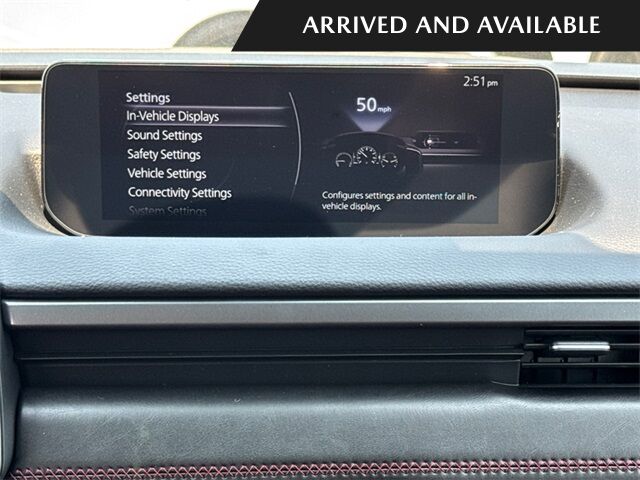 ARRIVED AND AVAILABLE
2:51 pm
Settings
In-Vehicle Displays
Sound Settings
Safety Settings
Vehicle Settings
Connectivity Settings
System Settings
50 mph
Configures settings and content for all in-
vehicle displays.